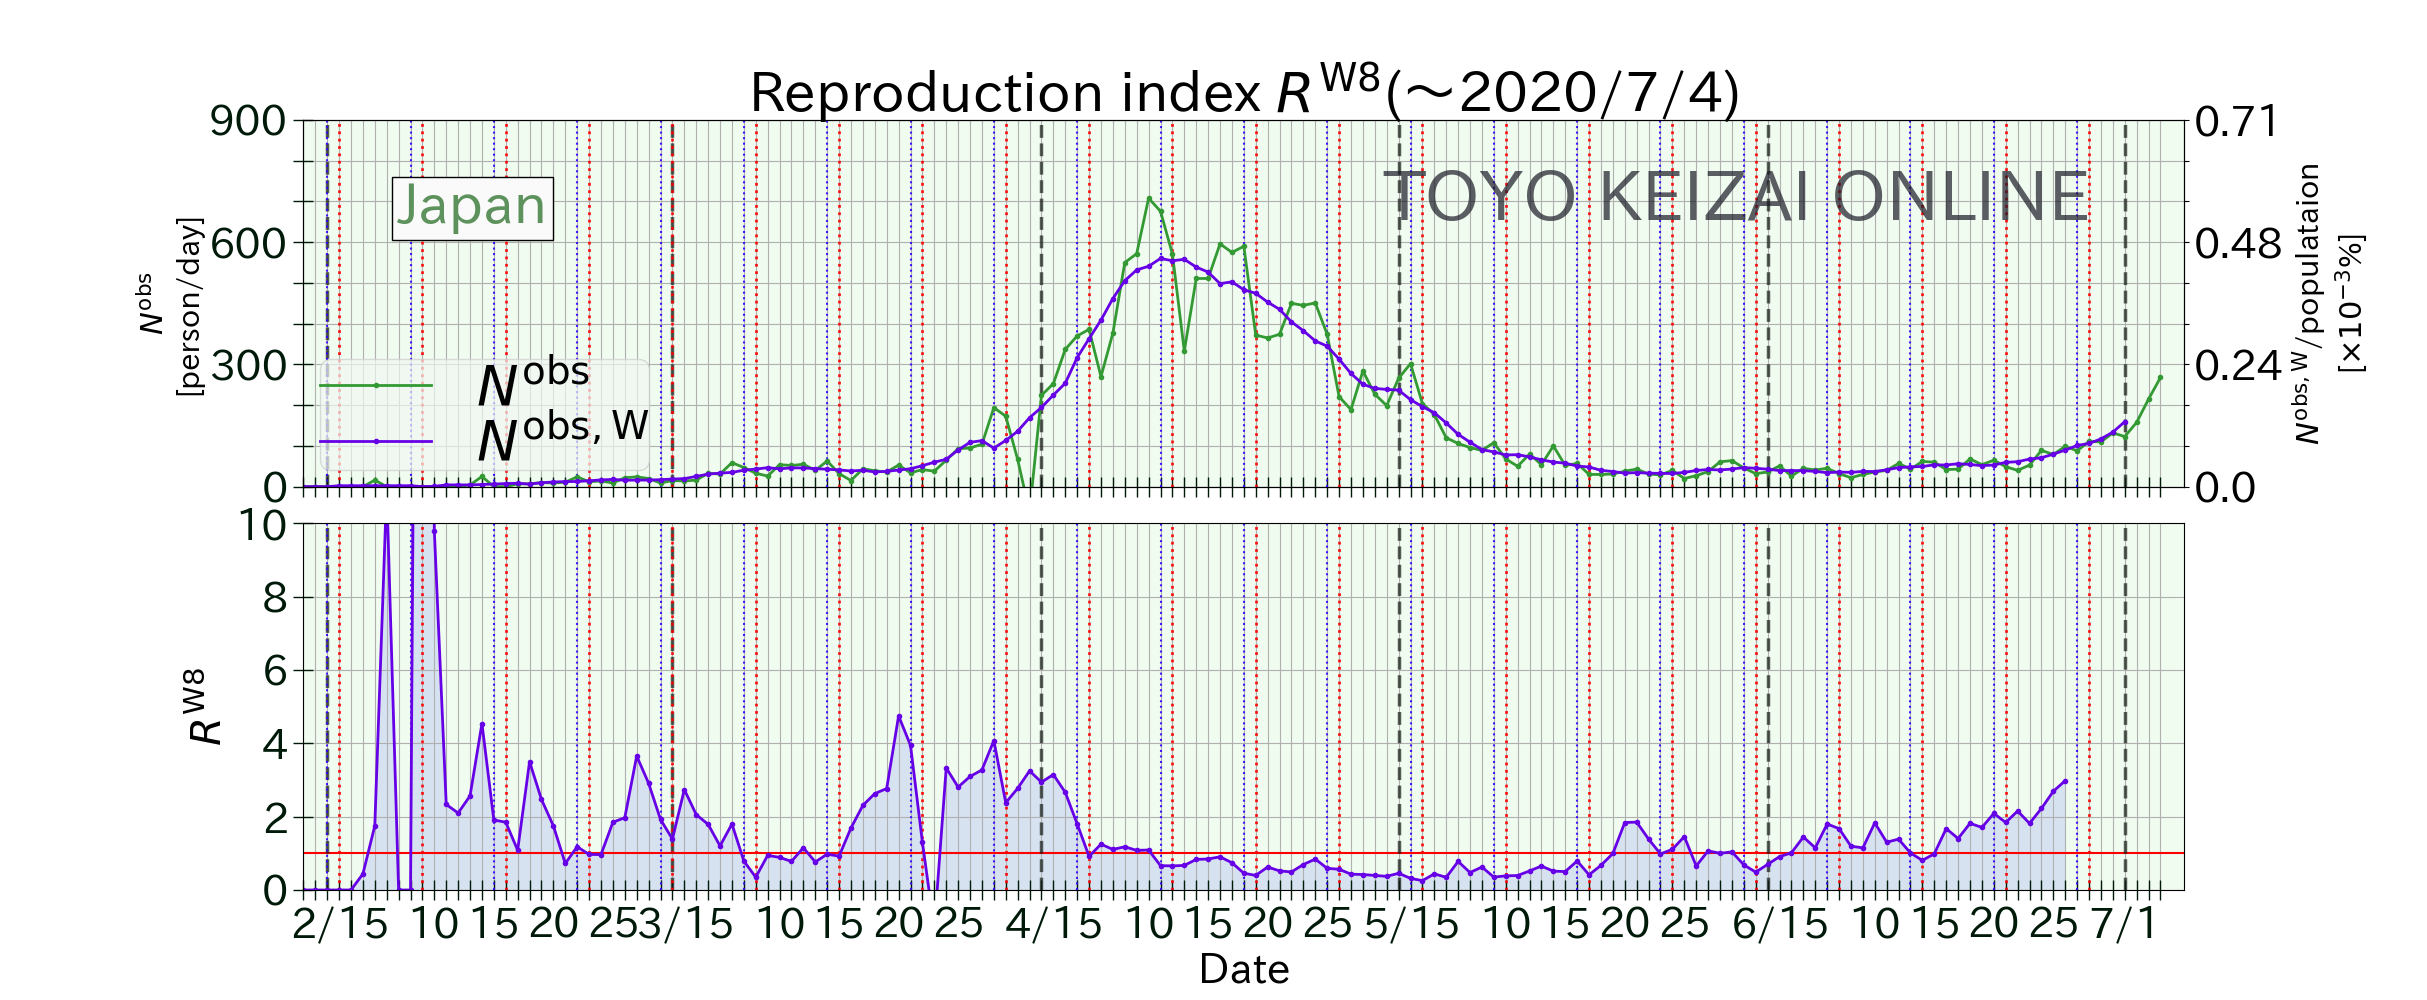 Reproduction index R^W8(～2020/7/4)
900
600
300
0
N^obs
[person/day]
Japan
TOYO KEIZAI ONLINE
N^obs
N^obs, W
0.71
0.48
0.24
0.0
N^obs, W/populataion
[×10⁻³%]
10
8
6
4
2
0
R^W8
2/15 10 15 20 253/15 10 15 20 25 4/15 10 15 20 25 5/15 10 15 20 25 6/15 10 15 20 25 7/1
Date